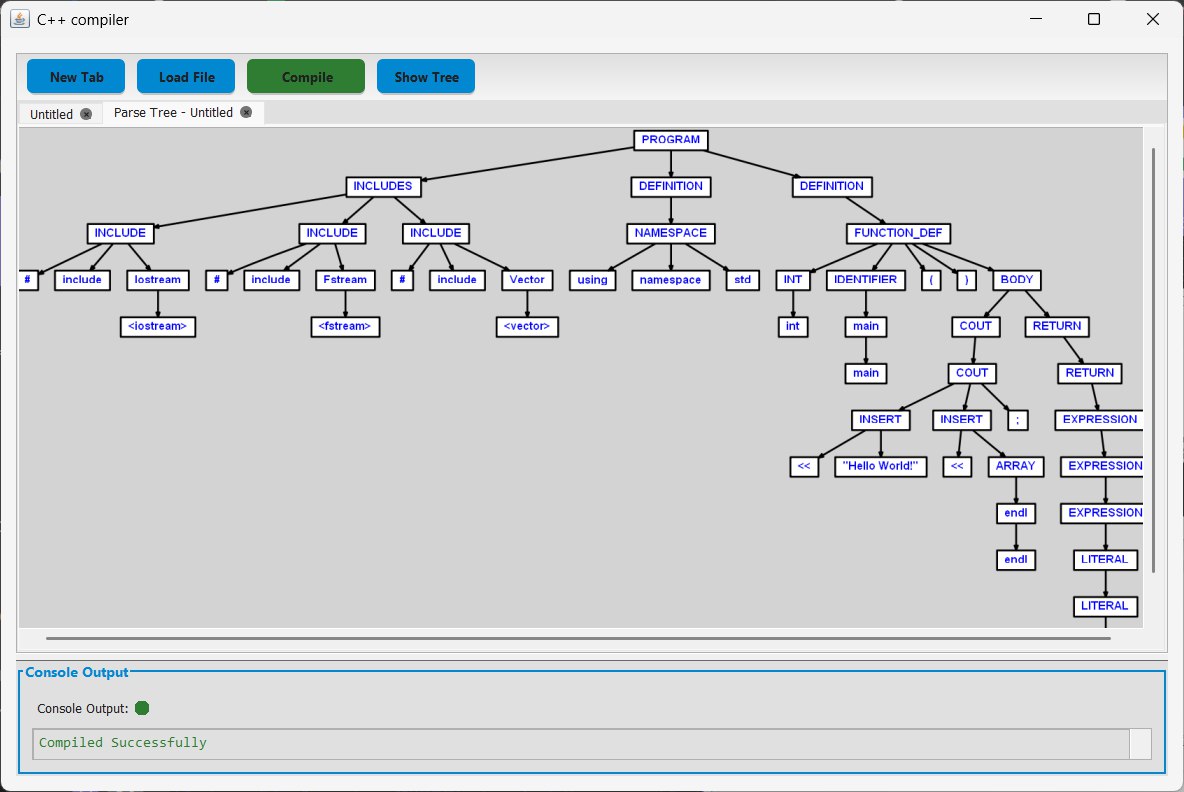 C++ compiler
New Tab Load File Compile Show Tree
Untitled Parse Tree - Untitled
PROGRAM
INCLUDES DEFINITION DEFINITION
INCLUDE INCLUDE INCLUDE NAMESPACE FUNCTION_DEF
# include Iostream # include Fstream # include Vector using namespace std INT IDENTIFIER ( ) BODY
<iostream> <fstream> <vector> int main COUT RETURN
main COUT RETURN
INSERT INSERT ; EXPRESSION
<< "Hello World!" << ARRAY EXPRESSION
endl EXPRESSION
endl LITERAL
LITERAL
Console Output
Console Output:
Compiled Successfully